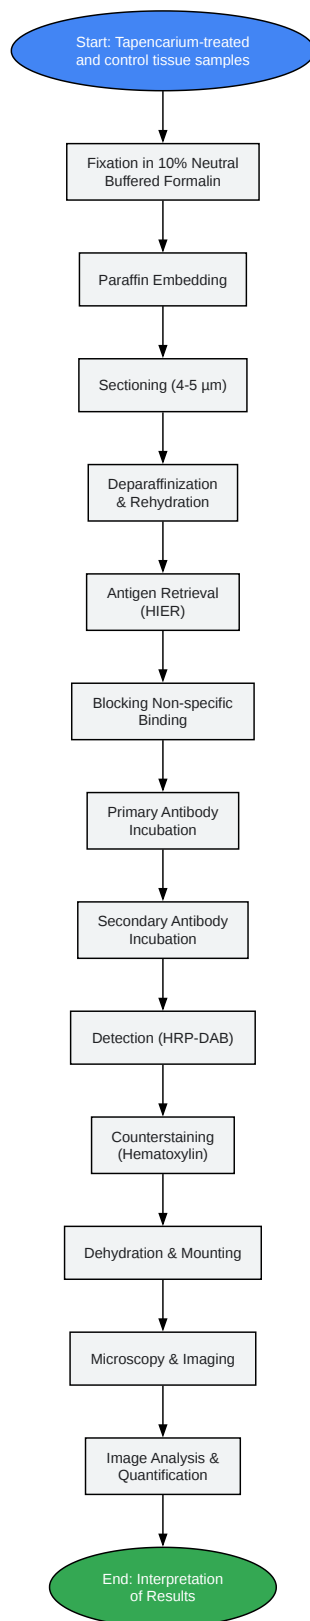 Start: Tapencarium-treated
and control tissue samples
Fixation in 10% Neutral
Buffered Formalin
Paraffin Embedding
Sectioning (4-5 µm)
Deparaffinization
& Rehydration
Antigen Retrieval
(HIER)
Blocking Non-specific
Binding
Primary Antibody
Incubation
Secondary Antibody
Incubation
Detection (HRP-DAB)
Counterstaining
(Hematoxylin)
Dehydration & Mounting
Microscopy & Imaging
Image Analysis &
Quantification
End: Interpretation
of Results